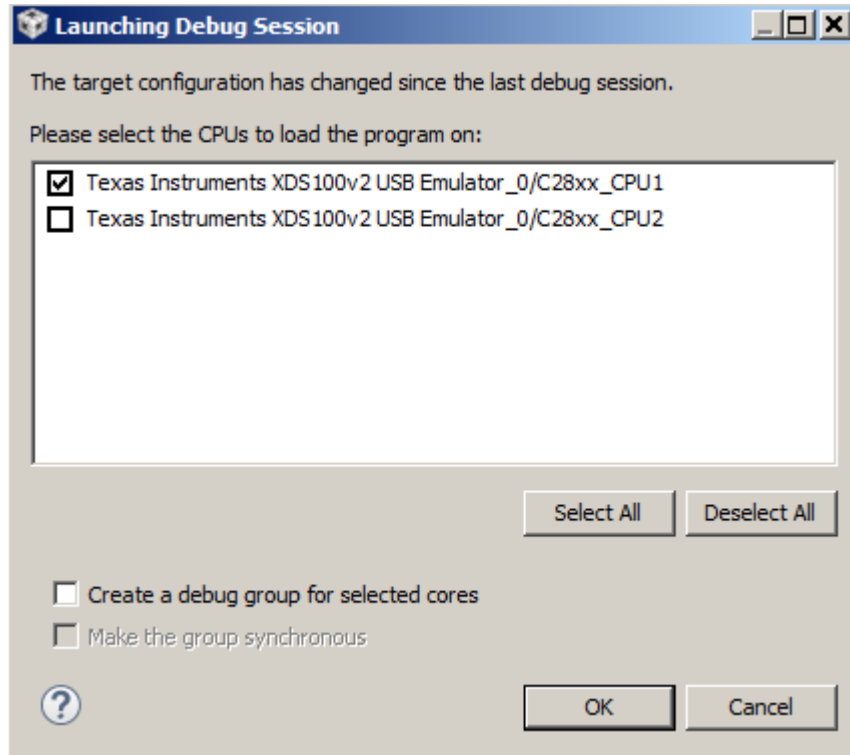 Launching Debug Session
The target configuration has changed since the last debug session.
Please select the CPUs to load the program on:
Texas Instruments XDS100v2 USB Emulator_0/C28xx_CPU1
Texas Instruments XDS100v2 USB Emulator_0/C28xx_CPU2
Select All Deselect All
Create a debug group for selected cores
Make the group synchronous
? OK Cancel